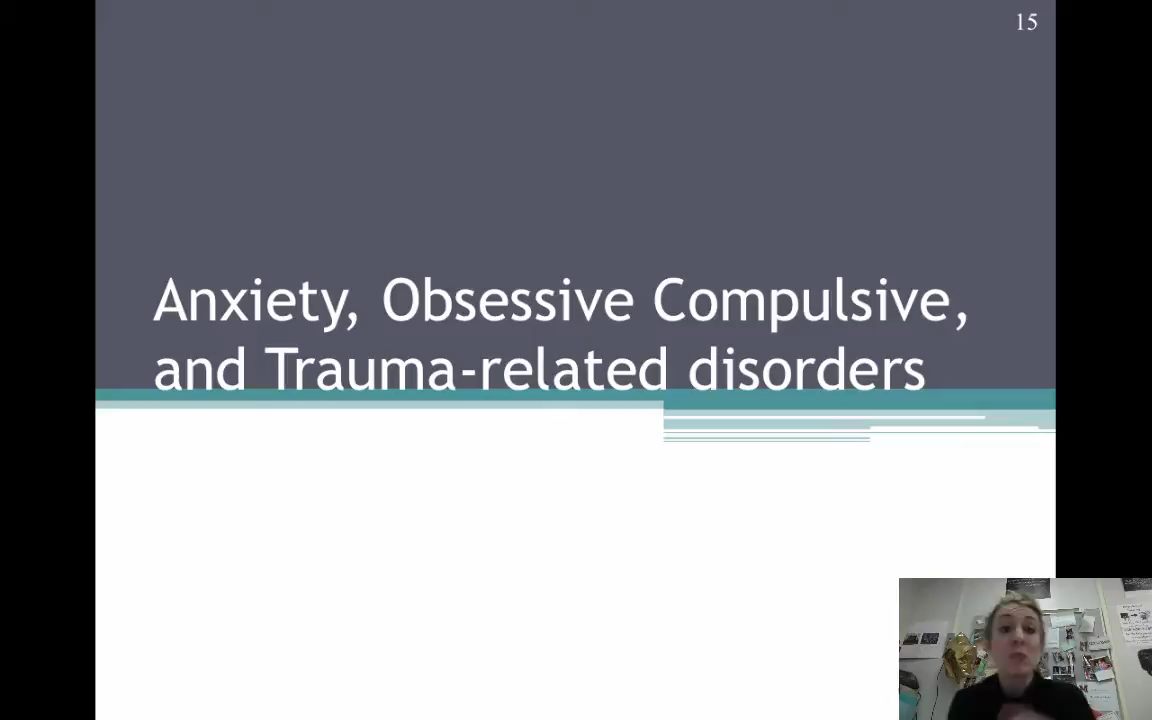 15
Anxiety, Obsessive Compulsive,
and Trauma-related disorders